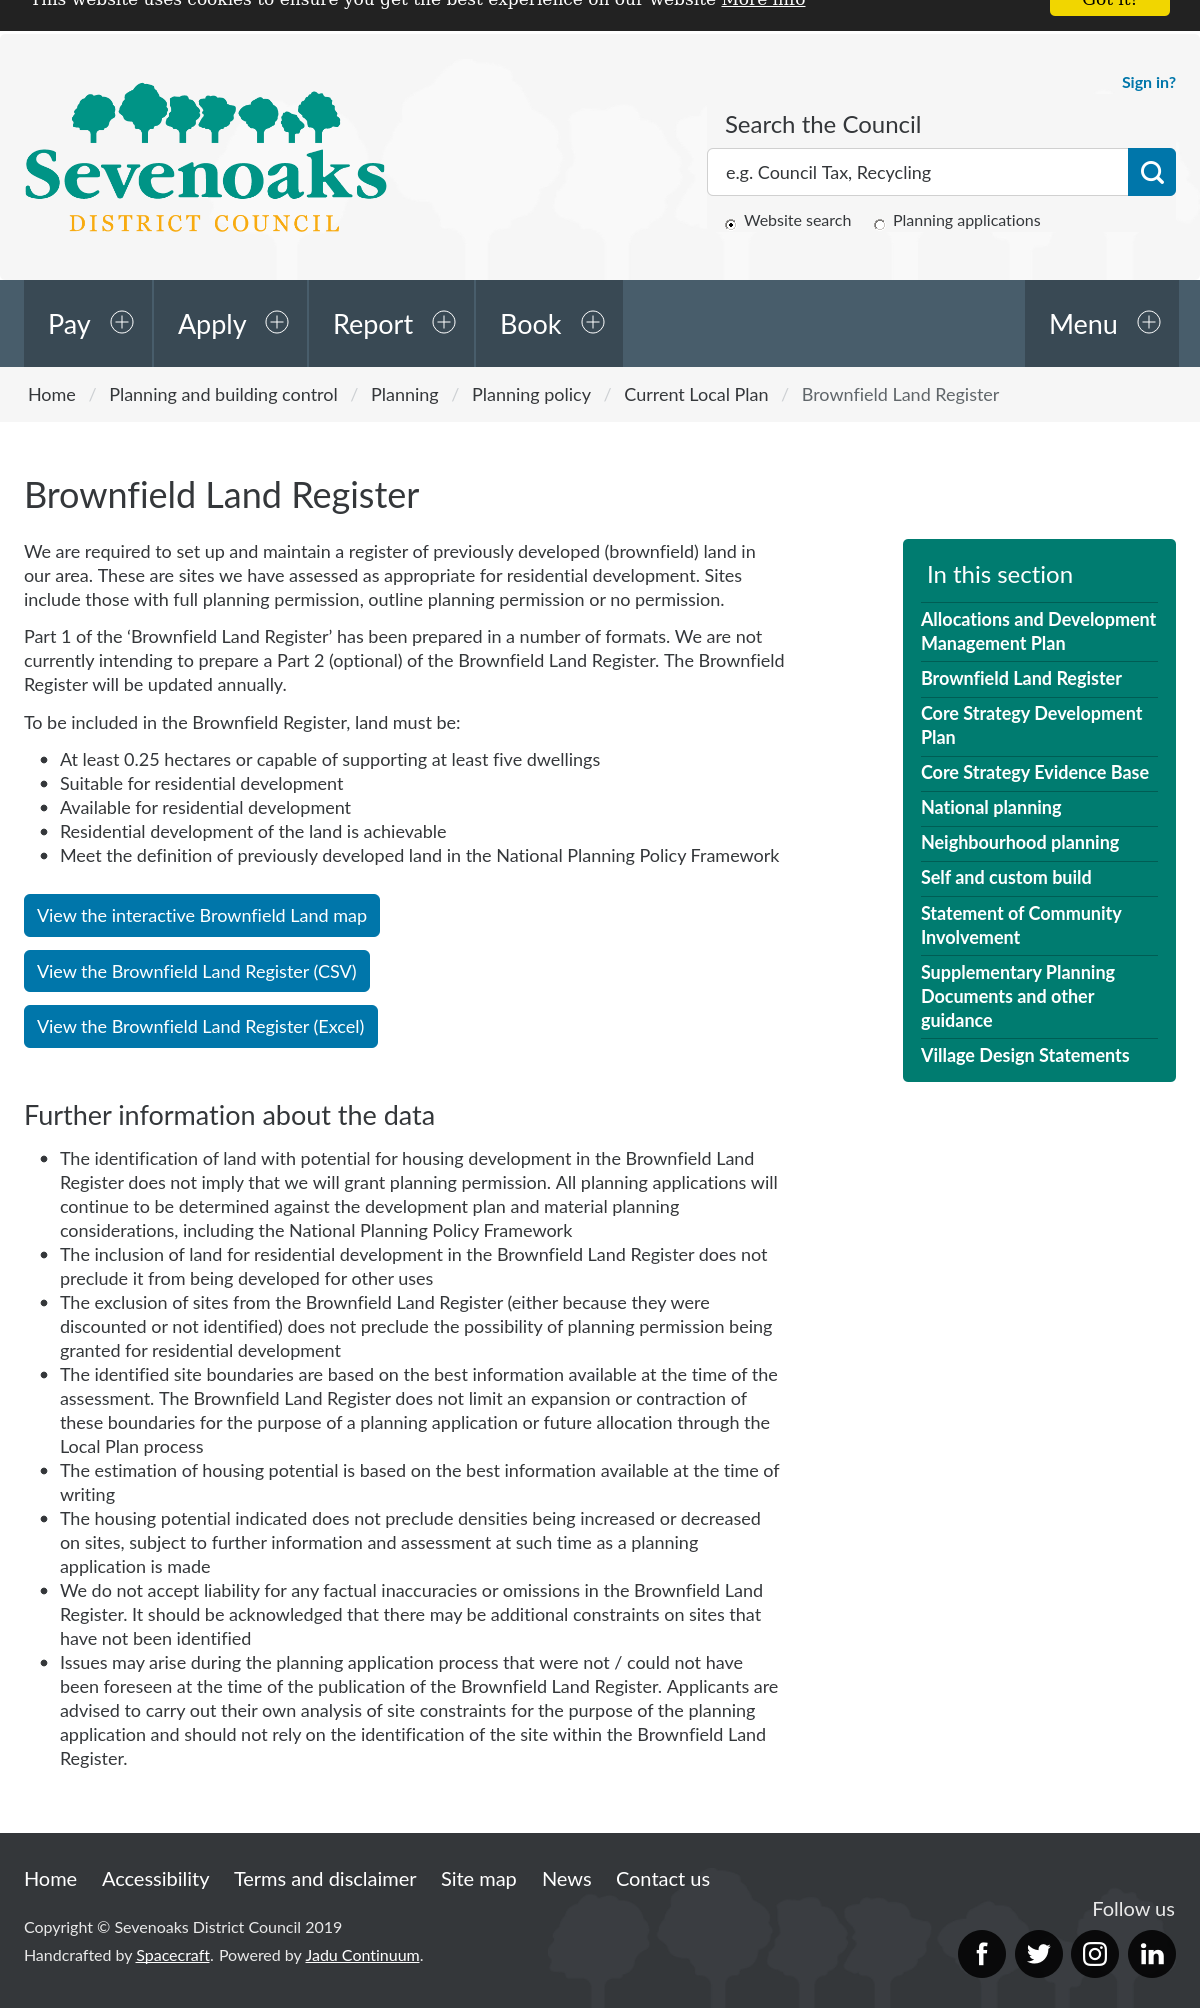 This website uses cookies to ensure you get the best experience on our website More info
Got it!
Sign in?
Sevenoaks
DISTRICT COUNCIL
Search the Council
e.g. Council Tax, Recycling
Website search Planning applications
Pay Apply Report Book Menu
Home / Planning and building control / Planning / Planning policy / Current Local Plan / Brownfield Land Register
Brownfield Land Register
We are required to set up and maintain a register of previously developed (brownfield) land in
our area. These are sites we have assessed as appropriate for residential development. Sites
include those with full planning permission, outline planning permission or no permission.
Part 1 of the ‘Brownfield Land Register’ has been prepared in a number of formats. We are not
currently intending to prepare a Part 2 (optional) of the Brownfield Land Register. The Brownfield
Register will be updated annually.
To be included in the Brownfield Register, land must be:
• At least 0.25 hectares or capable of supporting at least five dwellings
• Suitable for residential development
• Available for residential development
• Residential development of the land is achievable
• Meet the definition of previously developed land in the National Planning Policy Framework
View the interactive Brownfield Land map
View the Brownfield Land Register (CSV)
View the Brownfield Land Register (Excel)
In this section
Allocations and Development
Management Plan
Brownfield Land Register
Core Strategy Development
Plan
Core Strategy Evidence Base
National planning
Neighbourhood planning
Self and custom build
Statement of Community
Involvement
Supplementary Planning
Documents and other
guidance
Village Design Statements
Further information about the data
• The identification of land with potential for housing development in the Brownfield Land
Register does not imply that we will grant planning permission. All planning applications will
continue to be determined against the development plan and material planning
considerations, including the National Planning Policy Framework
• The inclusion of land for residential development in the Brownfield Land Register does not
preclude it from being developed for other uses
• The exclusion of sites from the Brownfield Land Register (either because they were
discounted or not identified) does not preclude the possibility of planning permission being
granted for residential development
• The identified site boundaries are based on the best information available at the time of the
assessment. The Brownfield Land Register does not limit an expansion or contraction of
these boundaries for the purpose of a planning application or future allocation through the
Local Plan process
• The estimation of housing potential is based on the best information available at the time of
writing
• The housing potential indicated does not preclude densities being increased or decreased
on sites, subject to further information and assessment at such time as a planning
application is made
• We do not accept liability for any factual inaccuracies or omissions in the Brownfield Land
Register. It should be acknowledged that there may be additional constraints on sites that
have not been identified
• Issues may arise during the planning application process that were not / could not have
been foreseen at the time of the publication of the Brownfield Land Register. Applicants are
advised to carry out their own analysis of site constraints for the purpose of the planning
application and should not rely on the identification of the site within the Brownfield Land
Register.
Home Accessibility Terms and disclaimer Site map News Contact us
Copyright © Sevenoaks District Council 2019
Handcrafted by Spacecraft. Powered by Jadu Continuum.
Follow us